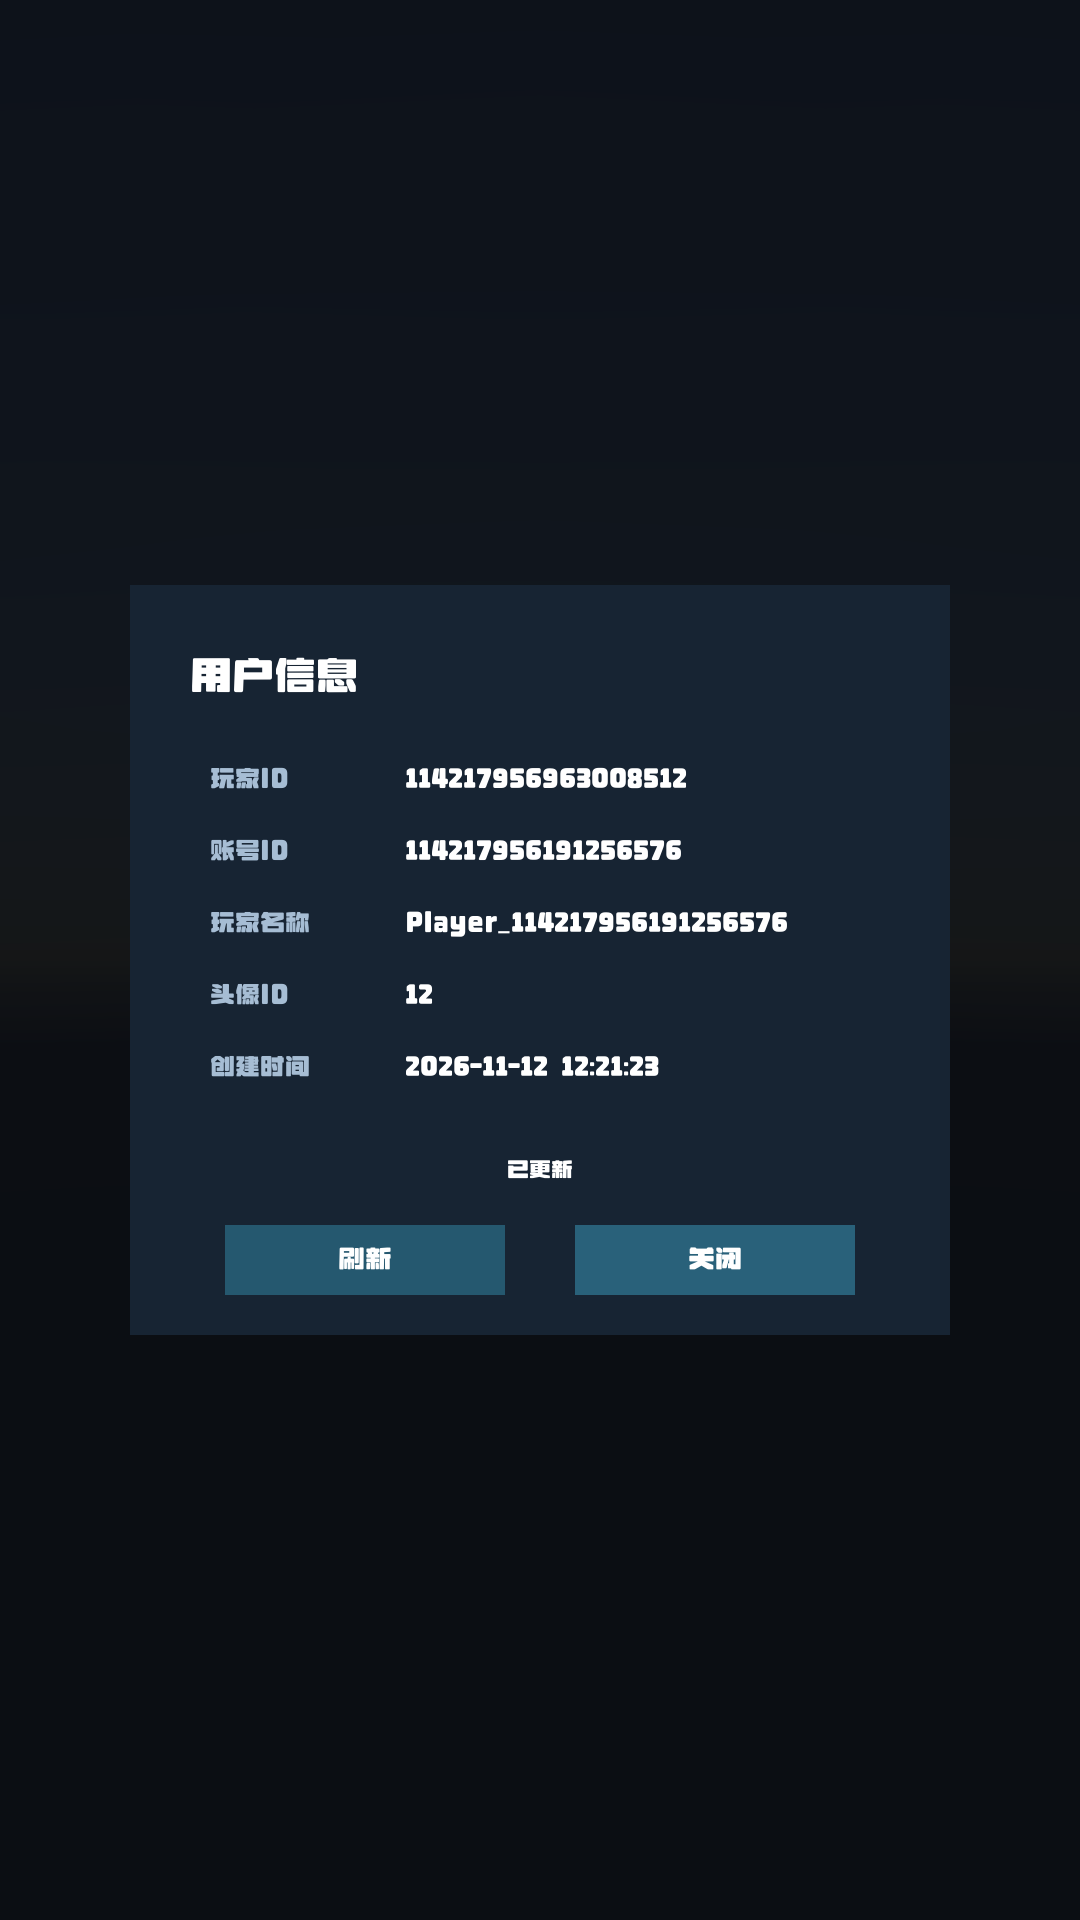 用户信息
玩家ID 114217956963008512
账号ID 114217956191256576
玩家名称 Player_114217956191256576
头像ID 12
创建时间 2026-11-12 12:21:23
已更新
刷新 关闭